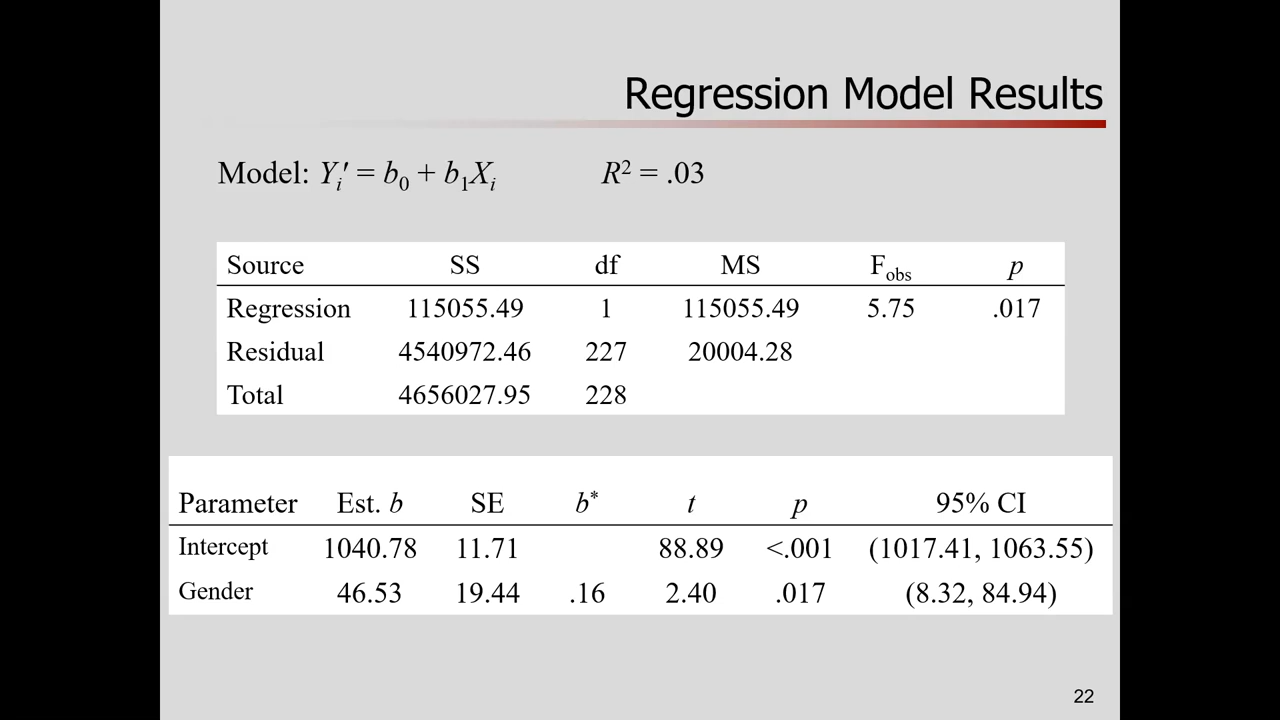 Regression Model Results
Model: Yᵢ′ = b₀ + b₁Xᵢ R² = .03
Source SS df MS Fobs p
Regression 115055.49 1 115055.49 5.75 .017
Residual 4540972.46 227 20004.28
Total 4656027.95 228
Parameter Est. b SE b* t p 95% CI
Intercept 1040.78 11.71 88.89 <.001 (1017.41, 1063.55)
Gender 46.53 19.44 .16 2.40 .017 (8.32, 84.94)
22